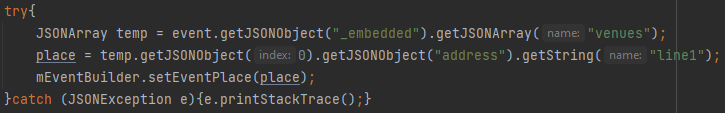 try{
JSONArray temp = event.getJSONObject("_embedded").getJSONArray( name: "venues");
place = temp.getJSONObject( index: 0).getJSONObject("address").getString( name: "line1");
mEventBuilder.setEventPlace(place);
}catch (JSONException e){e.printStackTrace();}